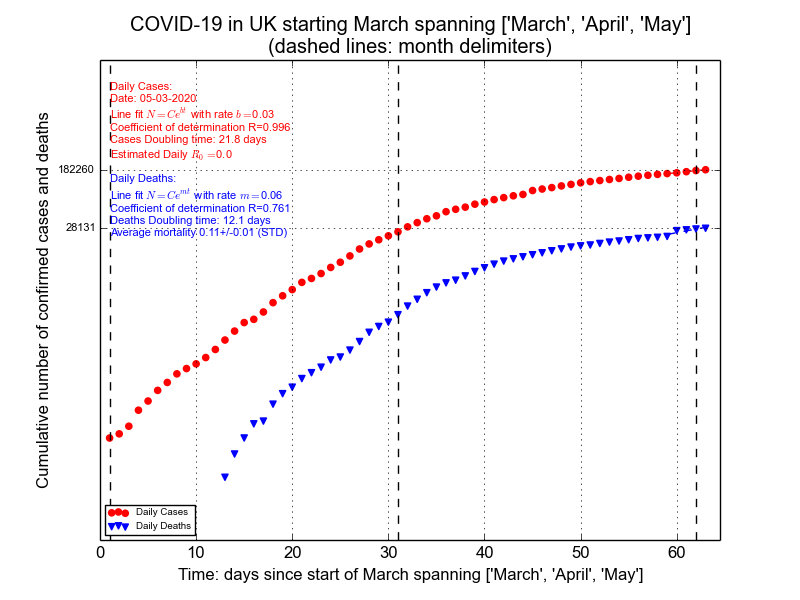 COVID-19 in UK starting March spanning ['March', 'April', 'May']
(dashed lines: month delimiters)
Daily Cases:
Date: 05-03-2020
Line fit N=Ce^{bt} with rate b=0.03
Coefficient of determination R=0.996
Cases Doubling time: 21.8 days
Estimated Daily R_0=0.0
Daily Deaths:
Line fit N=Ce^{mt} with rate m=0.06
Coefficient of determination R=0.761
Deaths Doubling time: 12.1 days
Average mortality 0.11+/-0.01 (STD)
182260
28131
Cumulative number of confirmed cases and deaths
Daily Cases
Daily Deaths
0 10 20 30 40 50 60
Time: days since start of March spanning ['March', 'April', 'May']